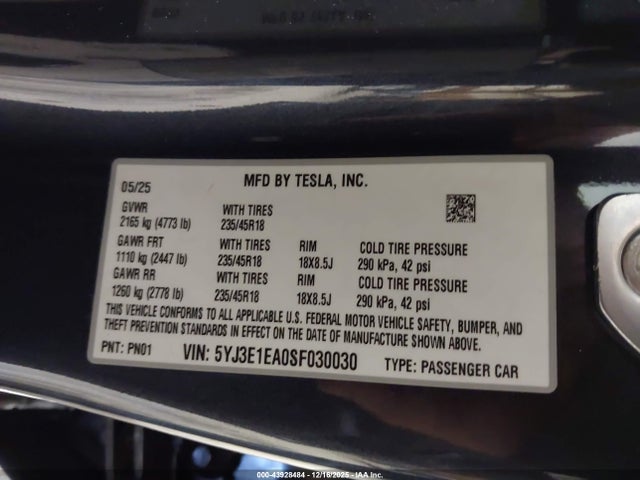 05/25 MFD BY TESLA, INC.
GVWR WITH TIRES
2165 kg (4773 lb) 235/45R18
GAWR FRT WITH TIRES RIM COLD TIRE PRESSURE
1110 kg (2447 lb) 235/45R18 18X8.5J 290 kPa, 42 psi
GAWR RR WITH TIRES RIM COLD TIRE PRESSURE
1260 kg (2778 lb) 235/45R18 18X8.5J 290 kPa, 42 psi
THIS VEHICLE CONFORMS TO ALL APPLICABLE U.S. FEDERAL MOTOR VEHICLE SAFETY, BUMPER, AND
THEFT PREVENTION STANDARDS IN EFFECT ON THE DATE OF MANUFACTURE SHOWN ABOVE.
PNT: PN01 VIN: 5YJ3E1EA0SF030030 TYPE: PASSENGER CAR
000-43928484 - 12/16/2025 - IAA Inc.